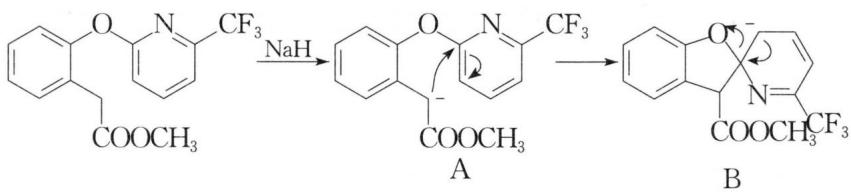 O N CF₃ COOCH₃
NaH
O N CF₃ − COOCH₃
A
O − N COOCH₃ CF₃
B